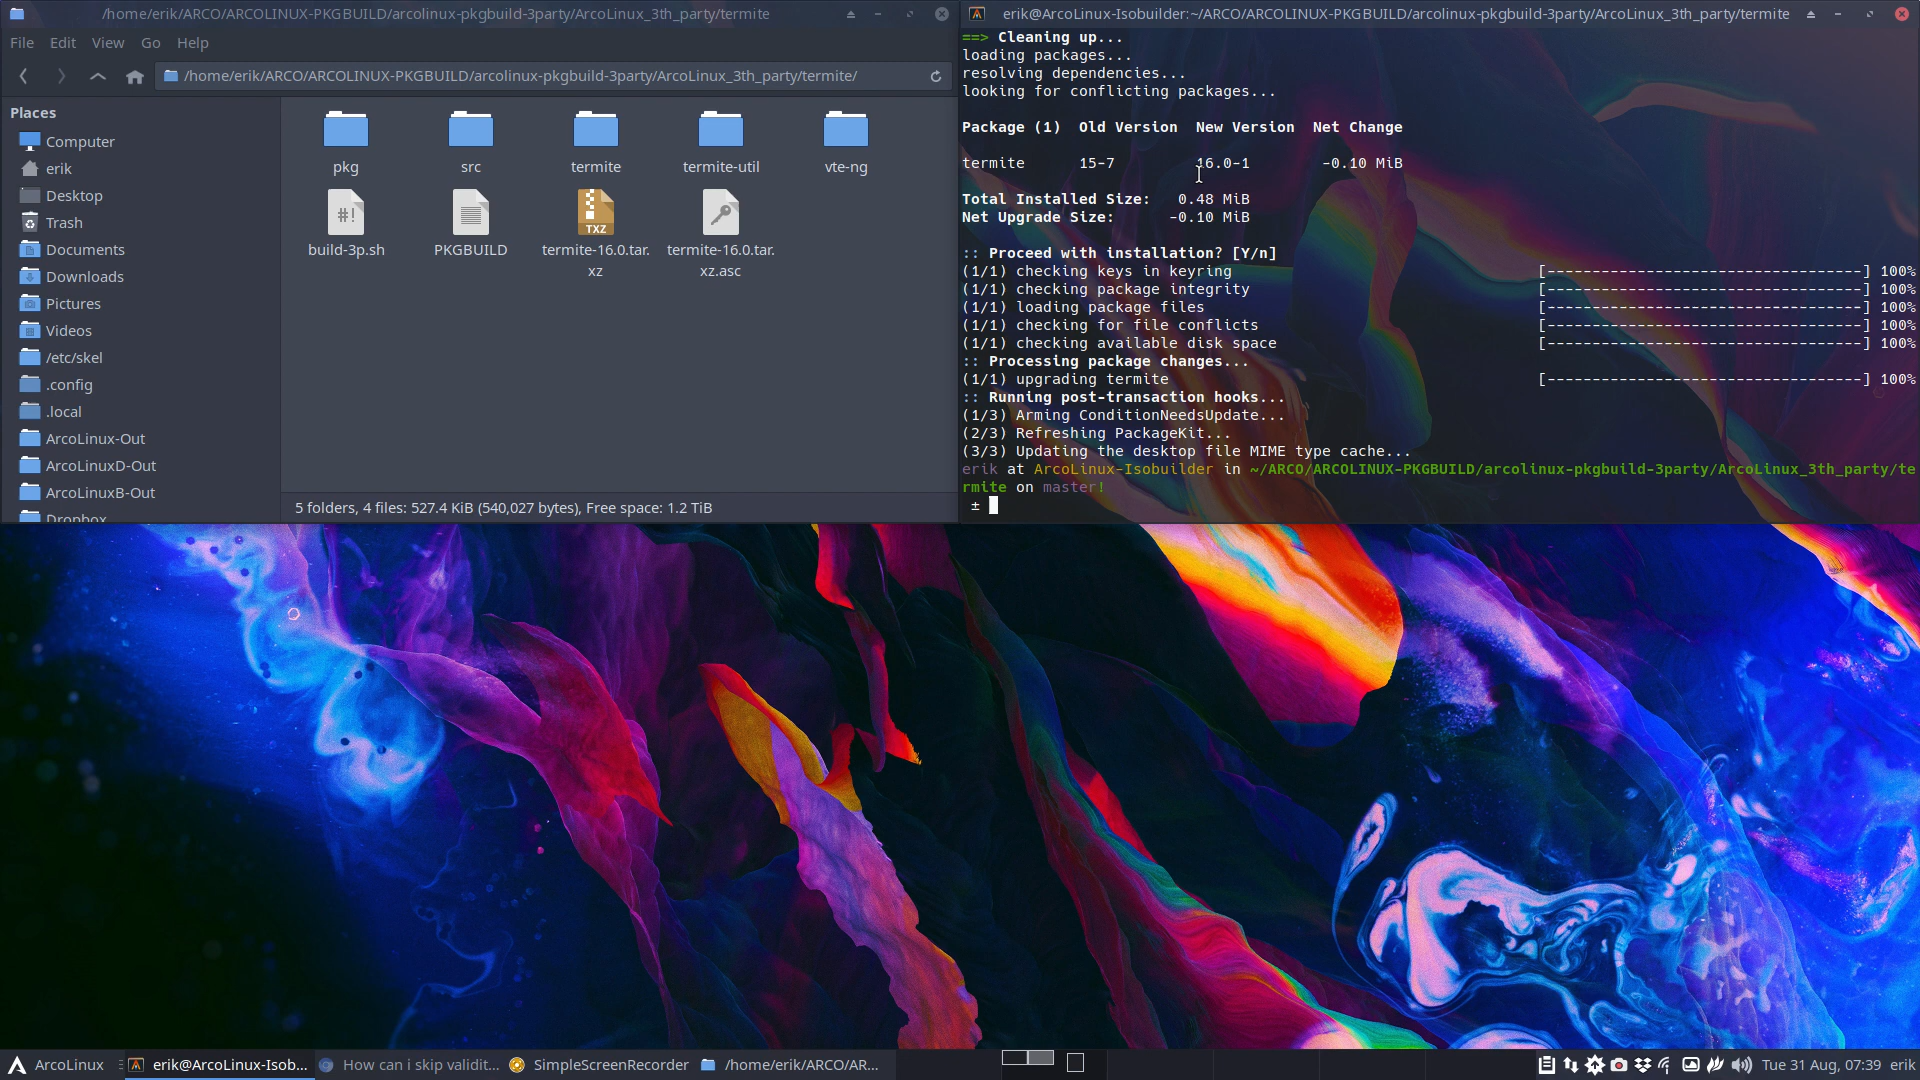 /home/erik/ARCO/ARCOLINUX-PKGBUILD/arcolinux-pkgbuild-3party/ArcoLinux_3th_party/termite
File Edit View Go Help
/home/erik/ARCO/ARCOLINUX-PKGBUILD/arcolinux-pkgbuild-3party/ArcoLinux_3th_party/termite/
Places
Computer
erik
Desktop
Trash
Documents
Downloads
Pictures
Videos
/etc/skel
.config
.local
ArcoLinux-Out
ArcoLinuxD-Out
ArcoLinuxB-Out
Dropbox
pkg
src
termite
termite-util
vte-ng
#!
TXZ
build-3p.sh
PKGBUILD
termite-16.0.tar.
xz
termite-16.0.tar.
xz.asc
5 folders, 4 files: 527.4 KiB (540,027 bytes), Free space: 1.2 TiB
erik@ArcoLinux-Isobuilder:~/ARCO/ARCOLINUX-PKGBUILD/arcolinux-pkgbuild-3party/ArcoLinux_3th_party/termite
==> Cleaning up...
loading packages...
resolving dependencies...
looking for conflicting packages...
Package (1)  Old Version  New Version  Net Change
termite      15-7         16.0-1        -0.10 MiB
Total Installed Size:   0.48 MiB
Net Upgrade Size:      -0.10 MiB
:: Proceed with installation? [Y/n]
(1/1) checking keys in keyring [-----------------------------------] 100%
(1/1) checking package integrity [-----------------------------------] 100%
(1/1) loading package files [-----------------------------------] 100%
(1/1) checking for file conflicts [-----------------------------------] 100%
(1/1) checking available disk space [-----------------------------------] 100%
:: Processing package changes...
(1/1) upgrading termite [-----------------------------------] 100%
:: Running post-transaction hooks...
(1/3) Arming ConditionNeedsUpdate...
(2/3) Refreshing PackageKit...
(3/3) Updating the desktop file MIME type cache...
erik at ArcoLinux-Isobuilder in ~/ARCO/ARCOLINUX-PKGBUILD/arcolinux-pkgbuild-3party/ArcoLinux_3th_party/te
rmite on master!
±
ArcoLinux
erik@ArcoLinux-Isob...
How can i skip validit...
SimpleScreenRecorder
/home/erik/ARCO/AR...
Tue 31 Aug, 07:39 erik